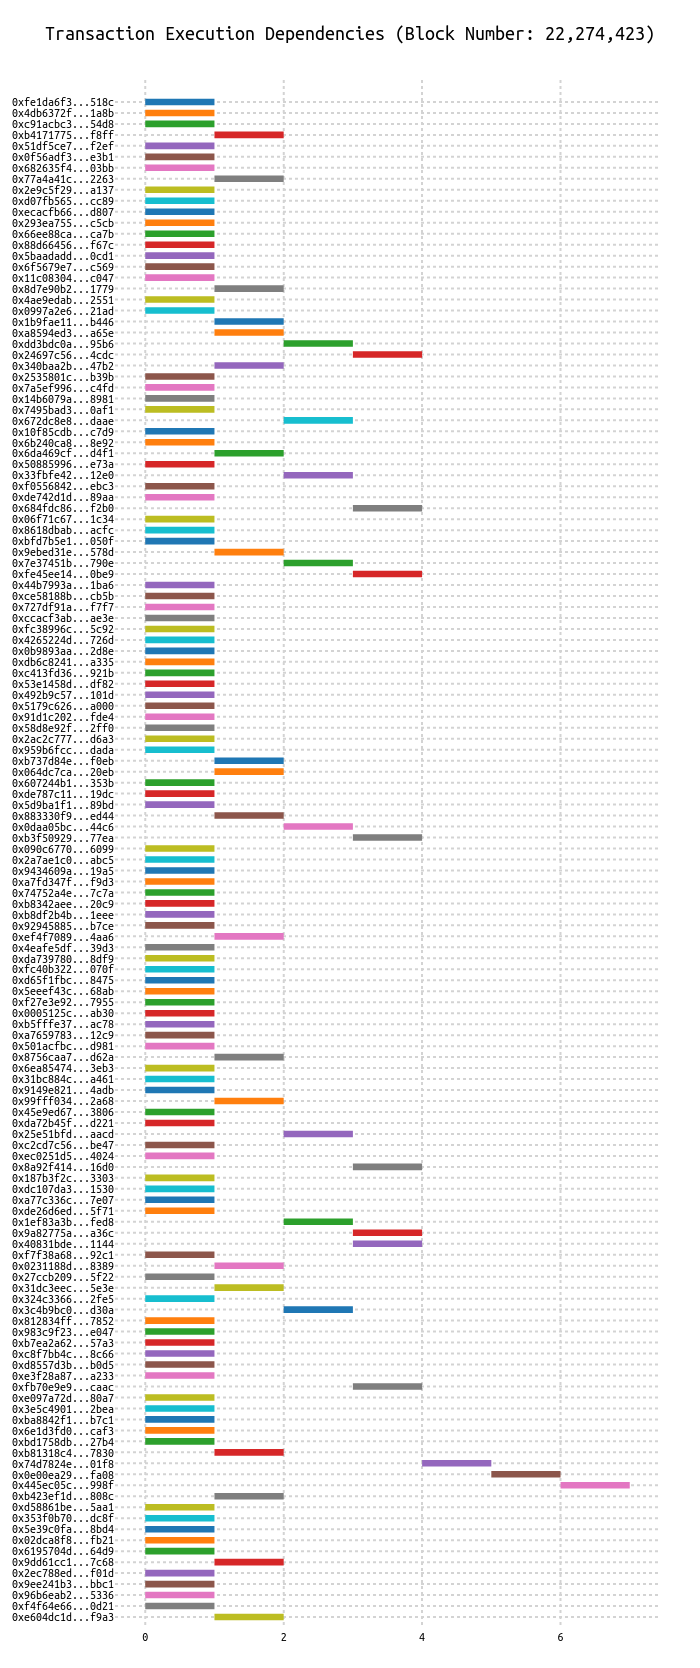 Transaction Execution Dependencies (Block Number: 22,274,423)
0xfe1da6f3...518c
0x4db6372f...1a8b
0xc91acbc3...54d8
0xb4171775...f8ff
0x51df5ce7...f2ef
0x0f56adf3...e3b1
0x682635f4...03bb
0x77a4a41c...2263
0x2e9c5f29...a137
0xd07fb565...cc89
0xecacfb66...d807
0x293ea755...c5cb
0x66ee88ca...ca7b
0x88d66456...f67c
0x5baadadd...0cd1
0x6f5679e7...c569
0x11c08304...c047
0x8d7e90b2...1779
0x4ae9edab...2551
0x0997a2e6...21ad
0x1b9fae11...b446
0xa8594ed3...a65e
0xdd3bdc0a...95b6
0x24697c56...4cdc
0x340baa2b...47b2
0x2535801c...b39b
0x7a5ef996...c4fd
0x14b6079a...8981
0x7495bad3...0af1
0x672dc8e8...daae
0x10f85cdb...c7d9
0x6b240ca8...8e92
0x6da469cf...d4f1
0x50885996...e73a
0x33fbfe42...12e0
0xf0556842...ebc3
0xde742d1d...89aa
0x684fdc86...f2b0
0x06f71c67...1c34
0x8618dbab...acfc
0xbfd7b5e1...050f
0x9ebed31e...578d
0x7e37451b...790e
0xfe45ee14...0be9
0x44b7993a...1ba6
0xce58188b...cb5b
0x727df91a...f7f7
0xccacf3ab...ae3e
0xfc38996c...5c92
0x4265224d...726d
0x0b9893aa...2d8e
0xdb6c8241...a335
0xc413fd36...921b
0x53e1458d...df82
0x492b9c57...101d
0x5179c626...a000
0x91d1c202...fde4
0x58d8e92f...2ff0
0x2ac2c777...d6a3
0x959b6fcc...dada
0xb737d84e...f0eb
0x064dc7ca...20eb
0x607244b1...353b
0xde787c11...19dc
0x5d9ba1f1...89bd
0x883330f9...ed44
0x0daa05bc...44c6
0xb3f50929...77ea
0x090c6770...6099
0x2a7ae1c0...abc5
0x9434609a...19a5
0xa7fd347f...f9d3
0x74752a4e...7c7a
0xb8342aee...20c9
0xb8df2b4b...1eee
0x92945885...b7ce
0xef4f7089...4aa6
0x4eafe5df...39d3
0xda739780...8df9
0xfc40b322...070f
0xd65f1fbc...8475
0x5eeef43c...68ab
0xf27e3e92...7955
0x0005125c...ab30
0xb5fffe37...ac78
0xa7659783...12c9
0x501acfbc...d981
0x8756caa7...d62a
0x6ea85474...3eb3
0x31bc884c...a461
0x9149e821...4adb
0x99fff034...2a68
0x45e9ed67...3806
0xda72b45f...d221
0x25e51bfd...aacd
0xc2cd7c56...be47
0xec0251d5...4024
0x8a92f414...16d0
0x187b3f2c...3303
0xdc107da3...1530
0xa77c336c...7e07
0xde26d6ed...5f71
0x1ef83a3b...fed8
0x9a82775a...a36c
0x40831bde...1144
0xf7f38a68...92c1
0x0231188d...8389
0x27ccb209...5f22
0x31dc3eec...5e3e
0x324c3366...2fe5
0x3c4b9bc0...d30a
0x812834ff...7852
0x983c9f23...e047
0xb7ea2a62...57a3
0xc8f7bb4c...8c66
0xd8557d3b...b0d5
0xe3f28a87...a233
0xfb70e9e9...caac
0xe097a72d...80a7
0x3e5c4901...2bea
0xba8842f1...b7c1
0x6e1d3fd0...caf3
0xbd1758db...27b4
0xb81318c4...7830
0x74d7824e...01f8
0x0e00ea29...fa08
0x445ec05c...998f
0xb423ef1d...808c
0xd58861be...5aa1
0x353f0b70...dc8f
0x5e39c0fa...8bd4
0x02dca8f8...fb21
0x6195704d...64d9
0x9dd61cc1...7c68
0x2ec788ed...f01d
0x9ee241b3...bbc1
0x96b6eab2...5336
0xf4f64e66...0d21
0xe604dc1d...f9a3
0 2 4 6